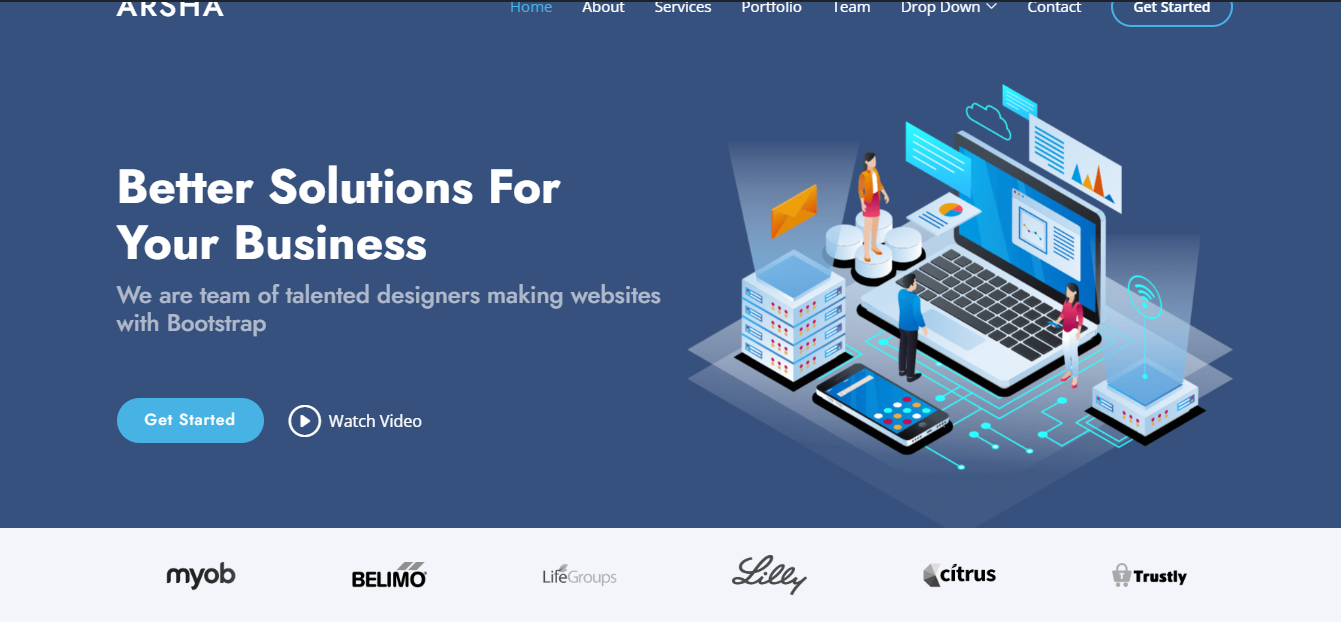 ARSHA
Home About Services Portfolio Team Drop Down Contact Get Started
Better Solutions For
Your Business
We are team of talented designers making websites
with Bootstrap
Get Started Watch Video
myob BELIMO LifeGroups Lilly citrus Trustly